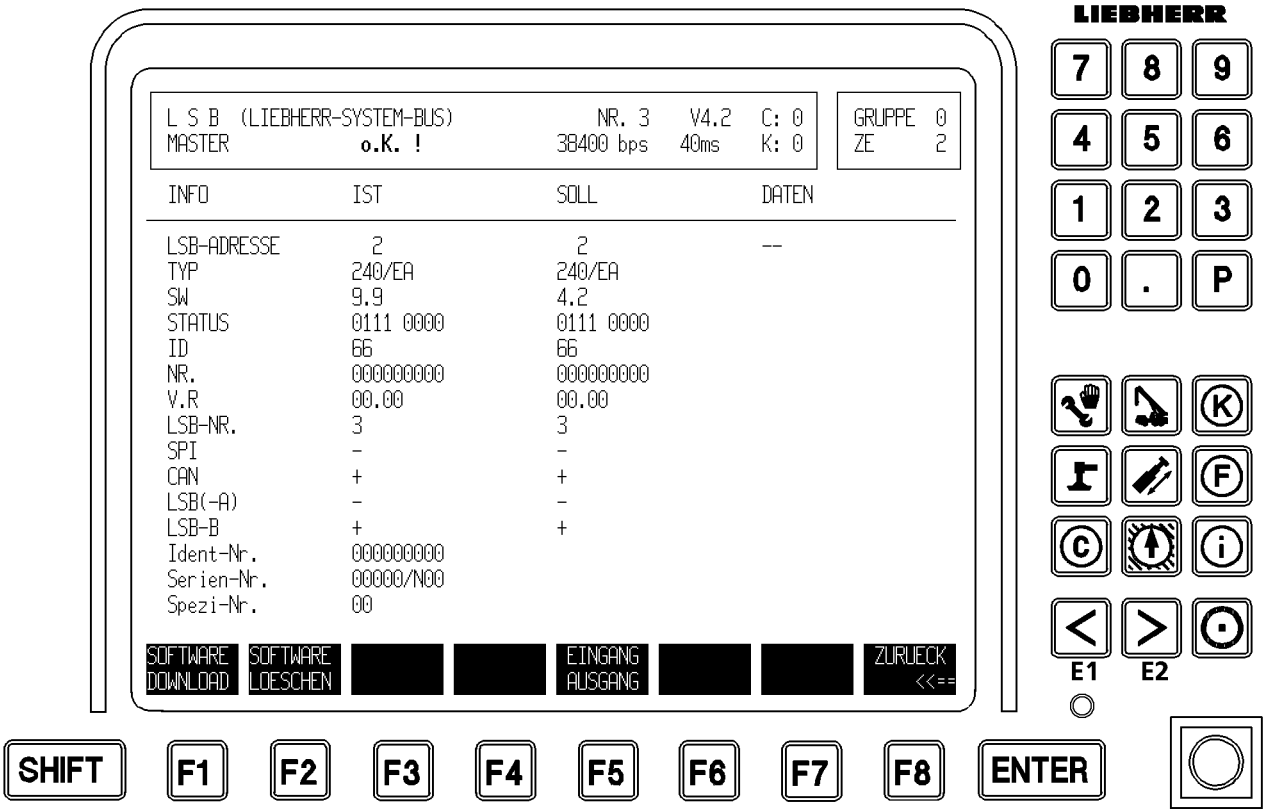 LIEBHERR
L S B (LIEBHERR-SYSTEM-BUS) NR. 3 V4.2 C: 0 GRUPPE 0
MASTER o.K. ! 38400 bps 40ms K: 0 ZE 2
INFO IST SOLL DATEN
LSB-ADRESSE 2 2 --
TYP 240/EA 240/EA
SW 9.9 4.2
STATUS 0111 0000 0111 0000
ID 66 66
NR. 000000000 000000000
V.R 00.00 00.00
LSB-NR. 3 3
SPI - -
CAN + +
LSB(-A) - -
LSB-B + +
Ident-Nr. 000000000
Serien-Nr. 00000/N00
Spezi-Nr. 00
SOFTWARE SOFTWARE EINGANG ZURUECK
DOWNLOAD LOESCHEN AUSGANG <<==
7 8 9
4 5 6
1 2 3
0 . P
K
F
C i
< >
E1 E2
SHIFT F1 F2 F3 F4 F5 F6 F7 F8 ENTER